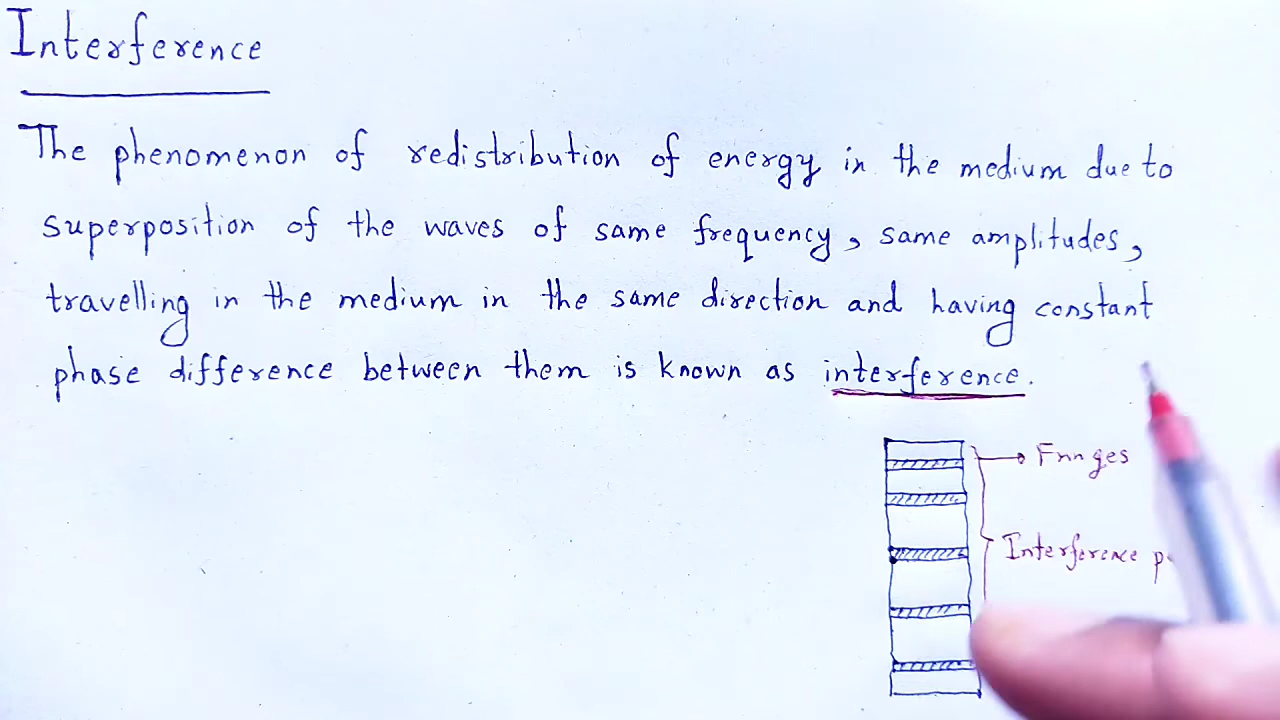 Interference
The phenomenon of redistribution of energy in the medium due to
superposition of the waves of same frequency, same amplitudes,
travelling in the medium in the same direction and having constant
phase difference between them is known as interference.
Fringes
Interference